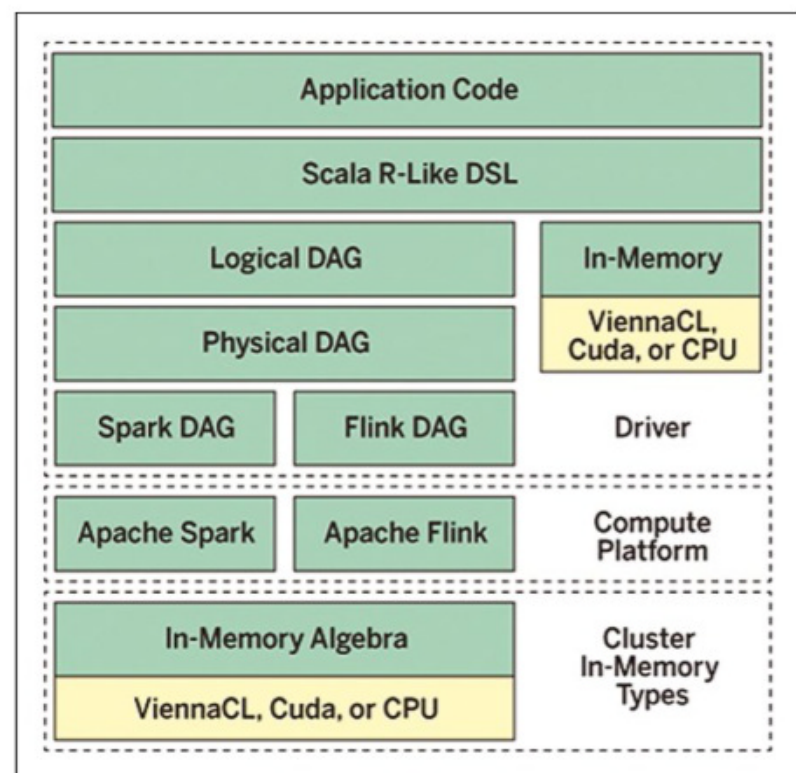 Application Code
Scala R-Like DSL
Logical DAG
In-Memory
ViennaCL,
Cuda, or CPU
Physical DAG
Spark DAG
Flink DAG
Driver
Apache Spark
Apache Flink
Compute
Platform
In-Memory Algebra
ViennaCL, Cuda, or CPU
Cluster
In-Memory
Types